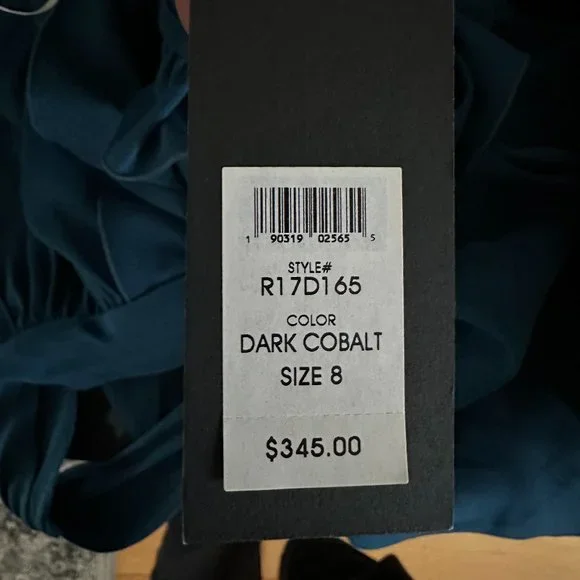 1 90319 02565 5
STYLE#
R17D165
COLOR
DARK COBALT
SIZE 8
$345.00